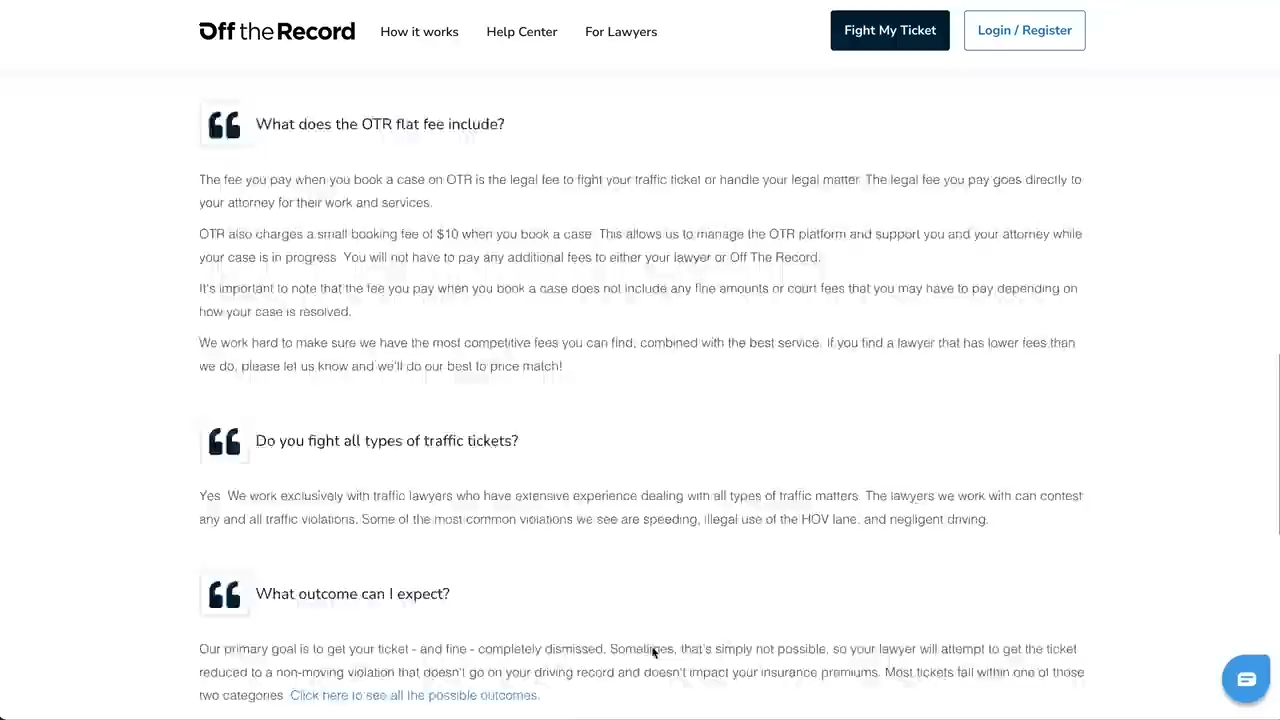 Off the Record How it works Help Center For Lawyers Fight My Ticket Login / Register
What does the OTR flat fee include?
The fee you pay when you book a case on OTR is the legal fee to fight your traffic ticket or handle your legal matter. The legal fee you pay goes directly to
your attorney for their work and services.
OTR also charges a small booking fee of $10 when you book a case. This allows us to manage the OTR platform and support you and your attorney while
your case is in progress. You will not have to pay any additional fees to either your lawyer or Off The Record.
It's important to note that the fee you pay when you book a case does not include any fine amounts or court fees that you may have to pay depending on
how your case is resolved.
We work hard to make sure we have the most competitive fees you can find, combined with the best service. If you find a lawyer that has lower fees than
we do, please let us know and we'll do our best to price match!
Do you fight all types of traffic tickets?
Yes. We work exclusively with traffic lawyers who have extensive experience dealing with all types of traffic matters. The lawyers we work with can contest
any and all traffic violations. Some of the most common violations we see are speeding, illegal use of the HOV lane, and negligent driving.
What outcome can I expect?
Our primary goal is to get your ticket - and fine - completely dismissed. Sometimes, that's simply not possible, so your lawyer will attempt to get the ticket
reduced to a non-moving violation that doesn't go on your driving record and doesn't impact your insurance premiums. Most tickets fall within one of those
two categories. Click here to see all the possible outcomes.